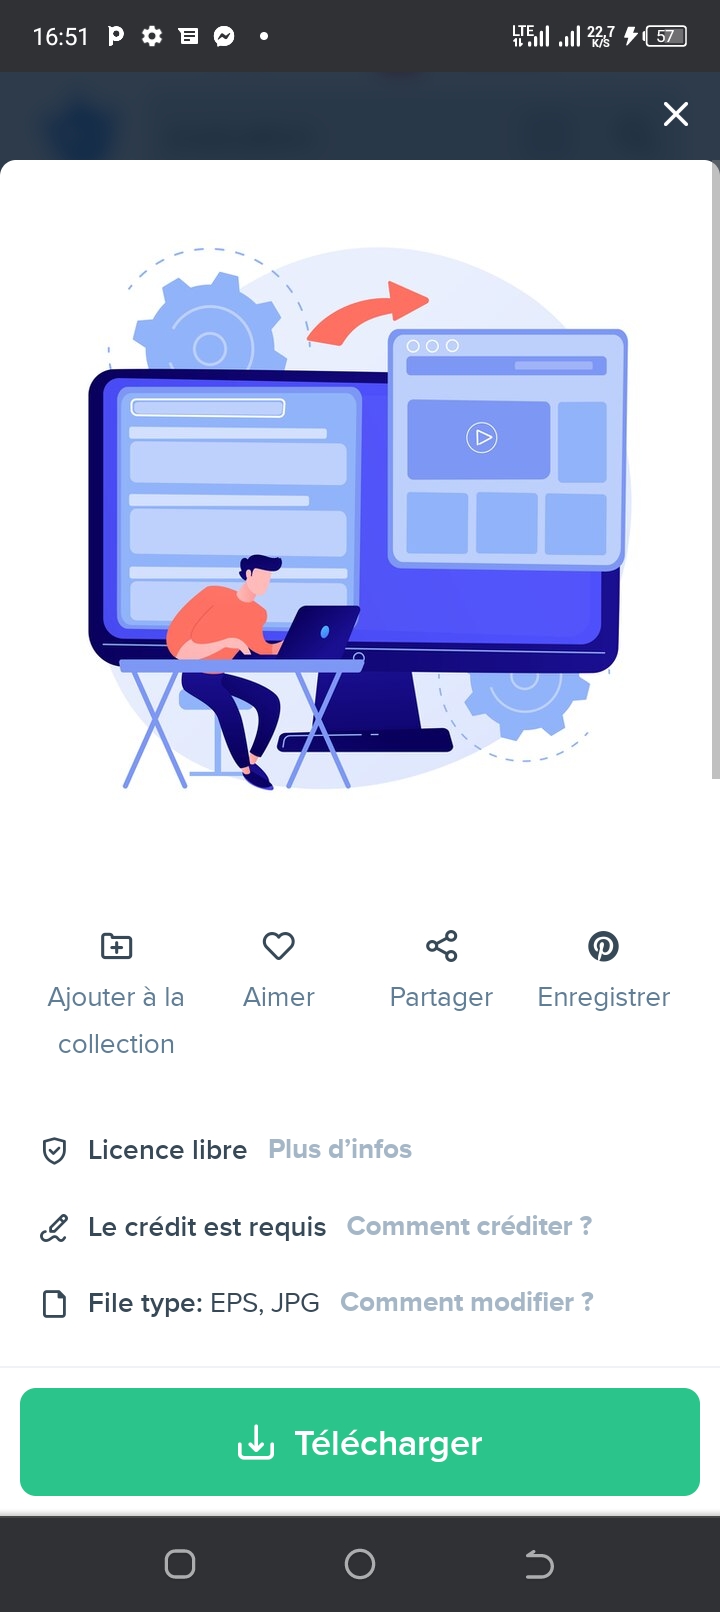 16:51
LTE 22,7 K/S 57
Ajouter à la
collection
Aimer
Partager
Enregistrer
Licence libre Plus d’infos
Le crédit est requis Comment créditer ?
File type: EPS, JPG Comment modifier ?
Télécharger